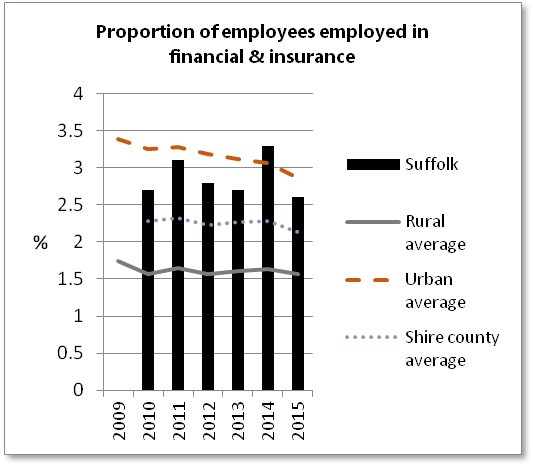 Proportion of employees employed in
financial & insurance
4
3.5
3
2.5
2
1.5
1
0.5
0
%
2009
2010
2011
2012
2013
2014
2015
Suffolk
Rural
average
Urban
average
Shire county
average